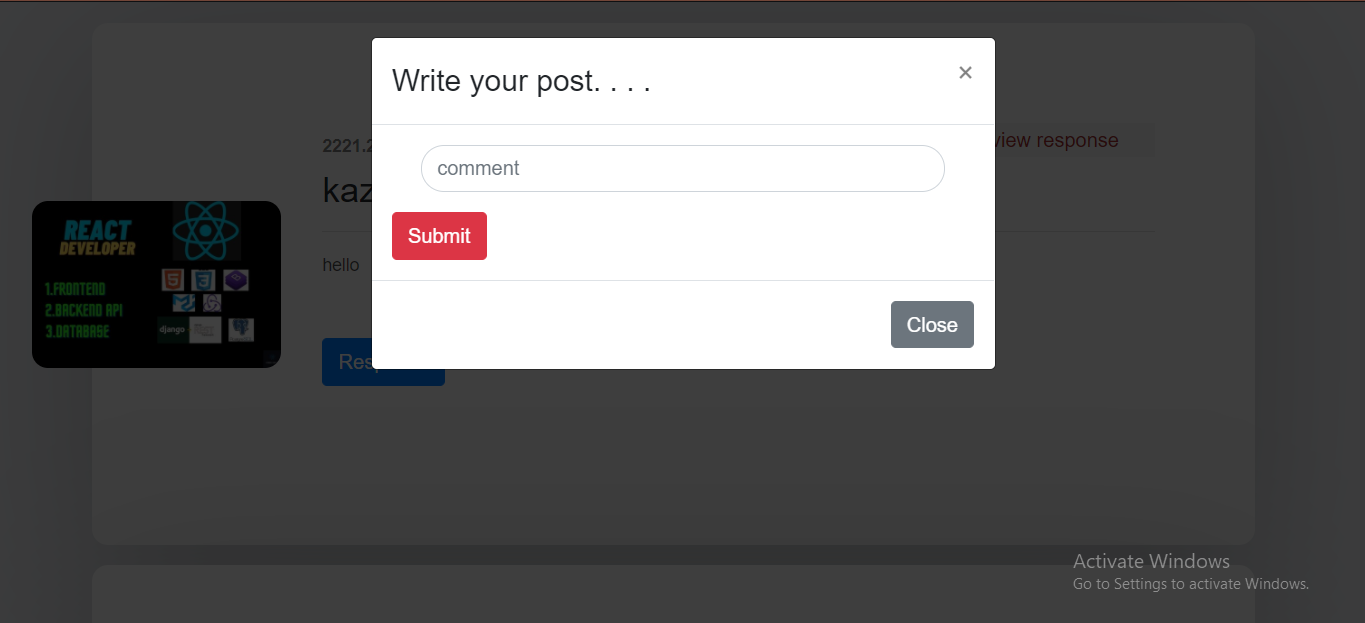 Write your post. . . .
×
2221.2
view response
comment
kaz
REACT
DEVELOPER
Submit
hello
1.FRONTEND
2.BACKEND API
3.DATABASE
django
Close
Res
Activate Windows
Go to Settings to activate Windows.